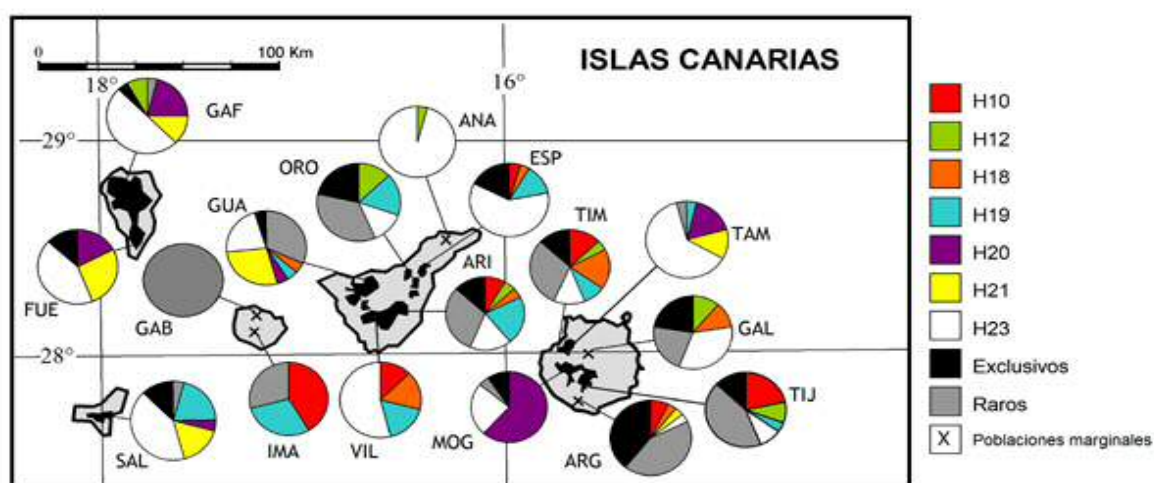 0
100 Km
ISLAS CANARIAS
18°
16°
GAF
ANA
29°
ORO
ESP
GUA
TIM
TAM
ARI
FUE
GAB
GAL
28°
TIJ
SAL
IMA
VIL
MOG
ARG
H10
H12
H18
H19
H20
H21
H23
Exclusivos
Raros
X Poblaciones marginales